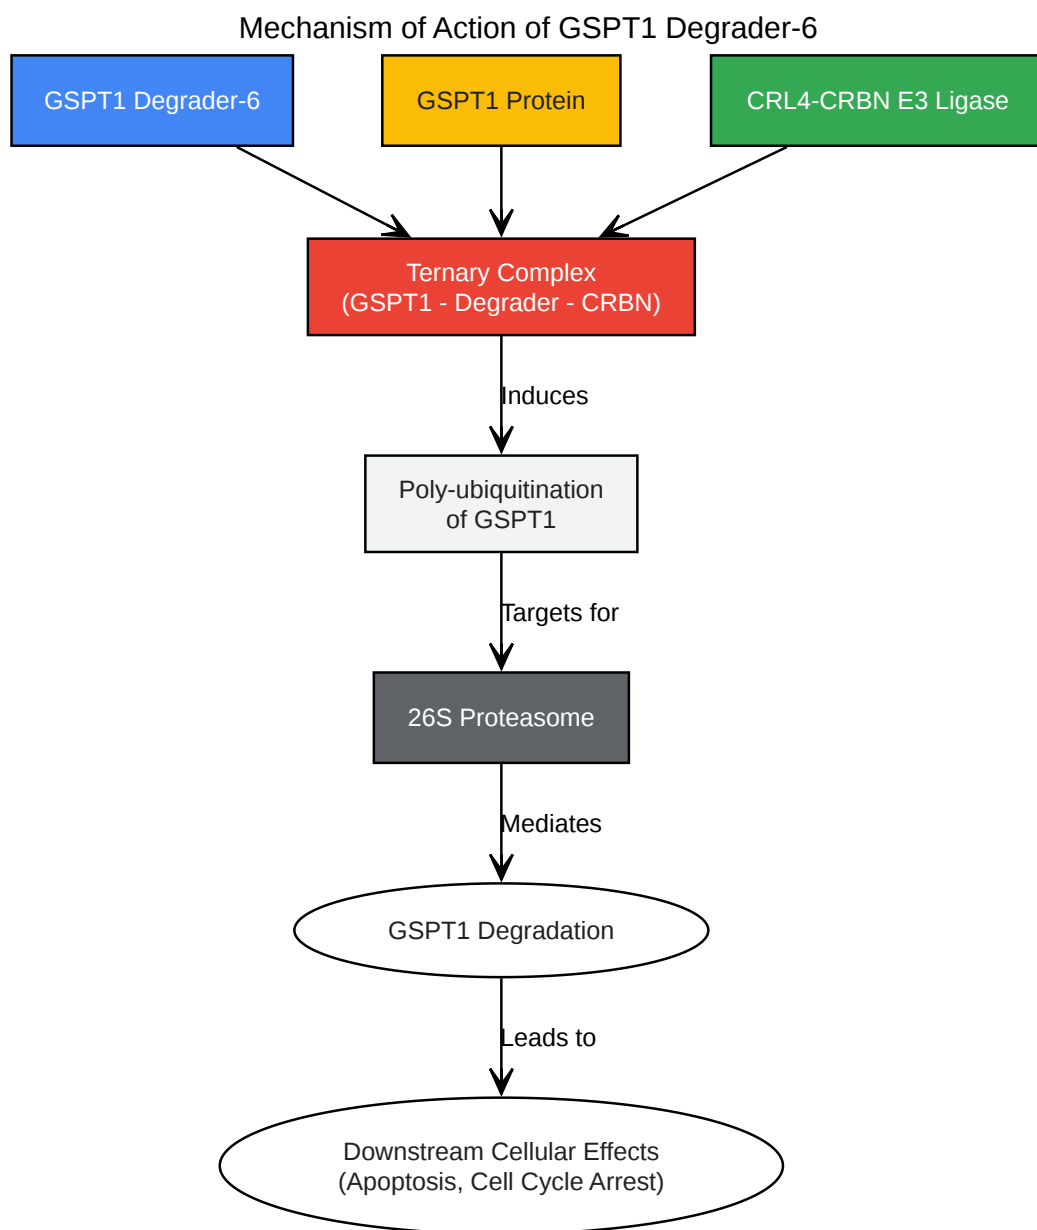 Mechanism of Action of GSPT1 Degrader-6
GSPT1 Degrader-6
GSPT1 Protein
CRL4-CRBN E3 Ligase
Ternary Complex
(GSPT1 - Degrader - CRBN)
Induces
Poly-ubiquitination
of GSPT1
Targets for
26S Proteasome
Mediates
GSPT1 Degradation
Leads to
Downstream Cellular Effects
(Apoptosis, Cell Cycle Arrest)